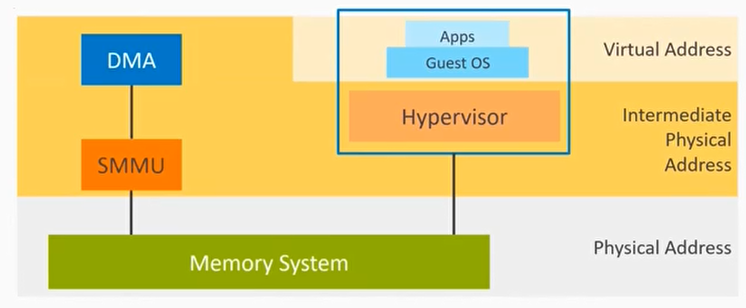 DMA
SMMU
Apps
Guest OS
Hypervisor
Virtual Address
Intermediate
Physical
Address
Memory System
Physical Address